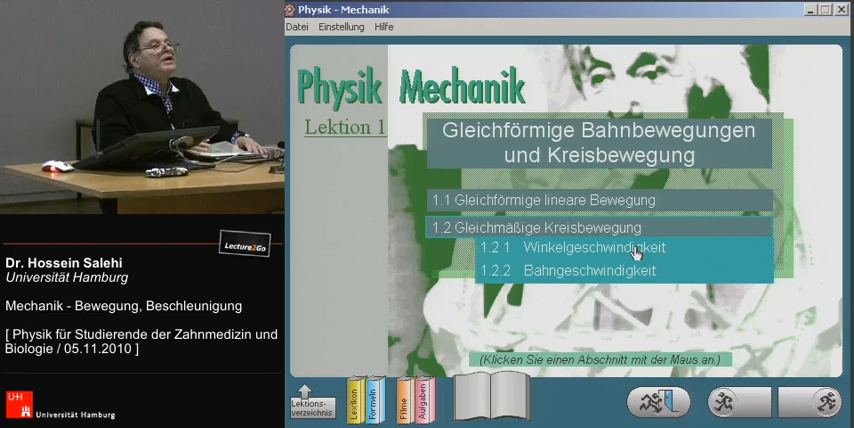 Physik - Mechanik
Datei Einstellung Hilfe
Physik Mechanik
Lektion 1
Gleichförmige Bahnbewegungen
und Kreisbewegung
1.1 Gleichförmige lineare Bewegung
1.2 Gleichmäßige Kreisbewegung
1.2.1 Winkelgeschwindigkeit
1.2.2 Bahngeschwindigkeit
(Klicken Sie einen Abschnitt mit der Maus an.)
Lektions-
verzeichnis
Lexikon
Formeln
Filme
Aufgaben
Lecture2Go
Dr. Hossein Salehi
Universität Hamburg
Mechanik - Bewegung, Beschleunigung
[ Physik für Studierende der Zahnmedizin und
Biologie / 05.11.2010 ]
UH
Universität Hamburg